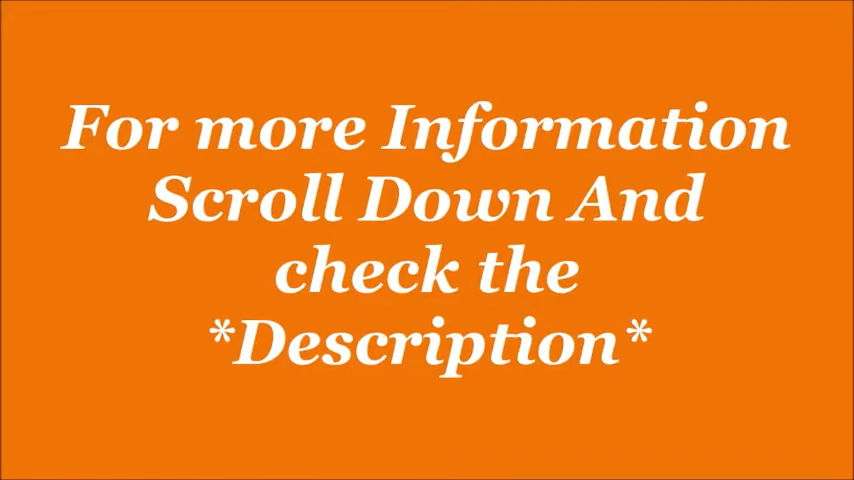 For more Information
Scroll Down And
check the
*Description*